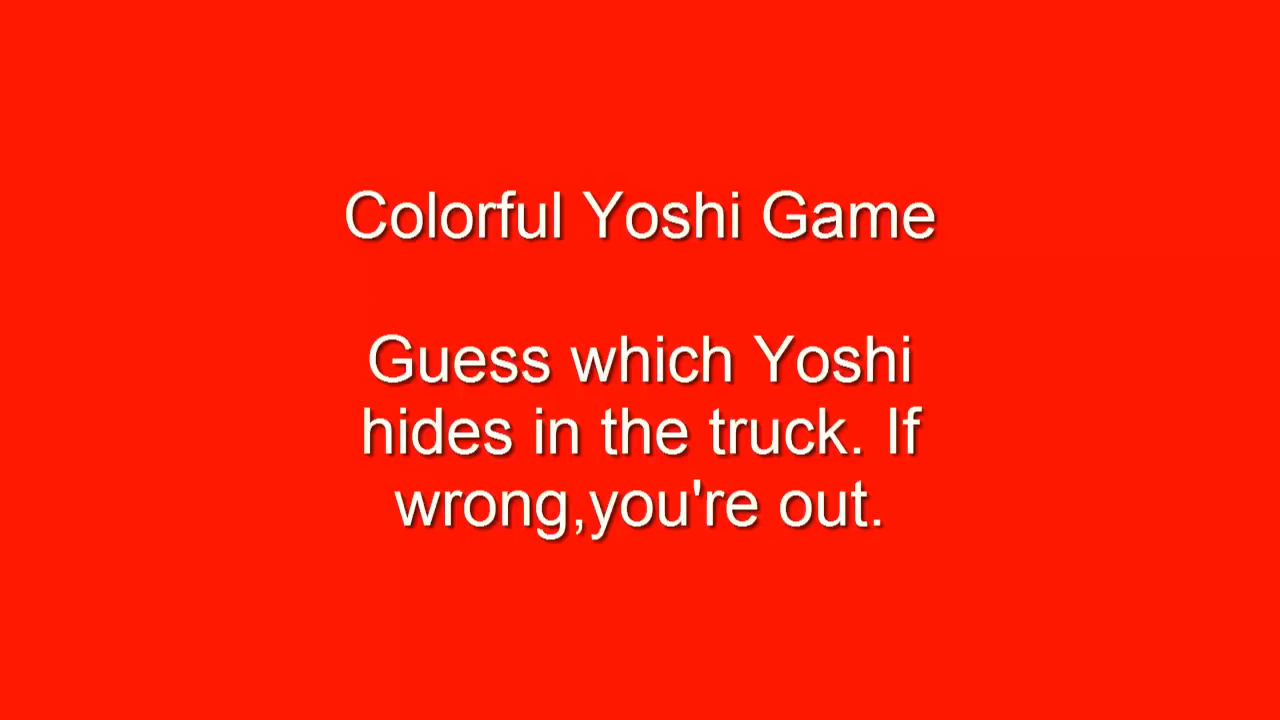 Colorful Yoshi Game
Guess which Yoshi
hides in the truck. If
wrong,you're out.